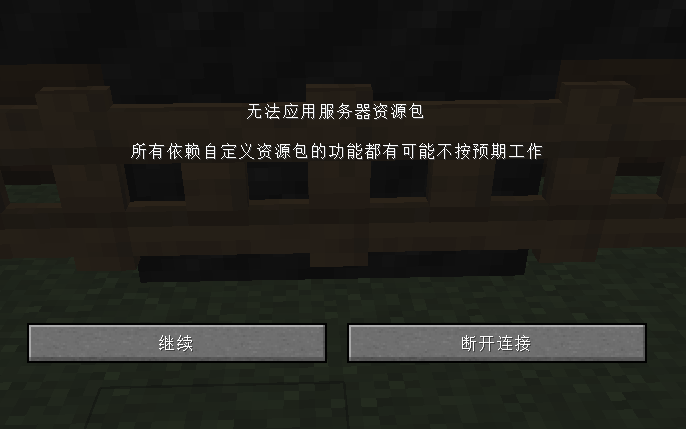 无法应用服务器资源包
所有依赖自定义资源包的功能都有可能不按预期工作
继续
断开连接